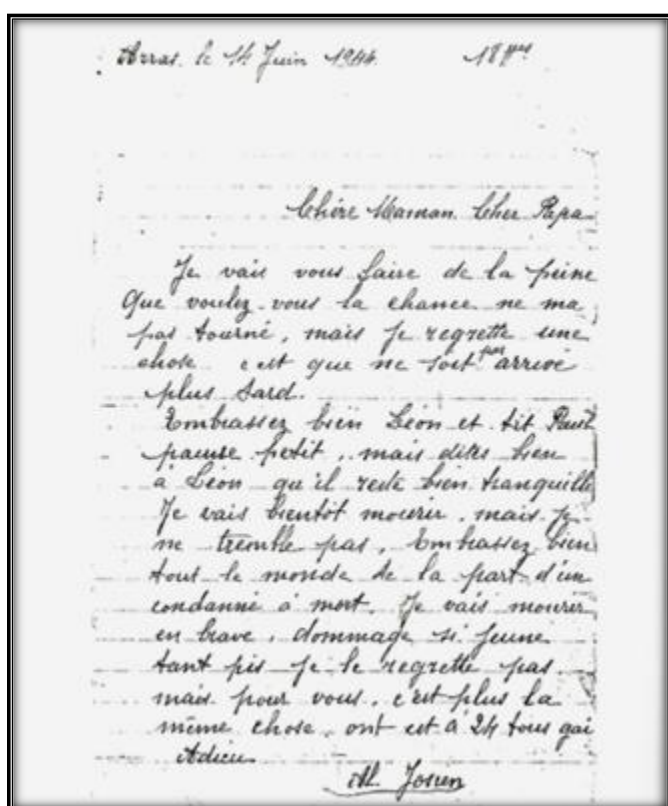 Arras. le 14 Juin 1944. 18 Hres
Chère Maman. Cher Papa
Je vais vous faire de la peine
Que voulez-vous la chance ne ma
pas tourné, mais je regrette une
chose c'est que ne soit pas arrivé
plus tard.
Embrassez bien Léon et tit Paul
pauvre petit, mais dites bien
à Léon qu'il reste bien tranquille
Je vais bientôt mourir. mais je
ne tremble pas. Embrassez bien
tout le monde de la part d'un
condanné à mort. Je vais mourir
en brave. dommage si jeune
tant pis je le regrette pas.
mais pour vous. c'est plus la
même chose. ont est à 24 tous gai
Adieu